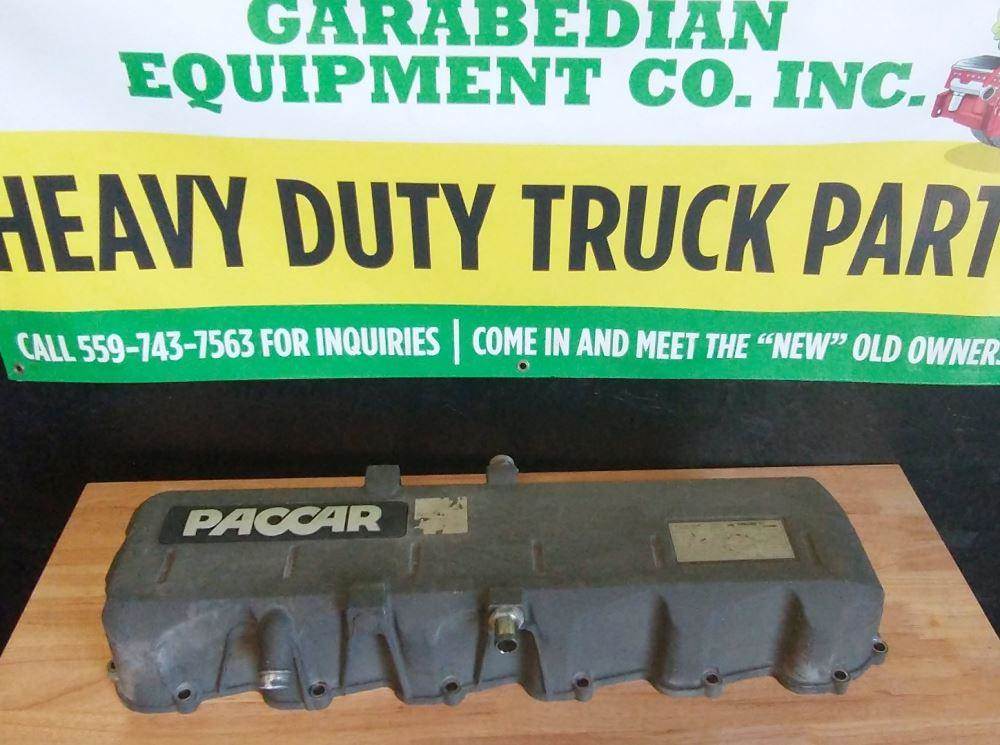 GARABEDIAN
EQUIPMENT CO. INC.
HEAVY DUTY TRUCK PART
CALL 559-743-7563 FOR INQUIRIES | COME IN AND MEET THE “NEW” OLD OWNERS
PACCAR